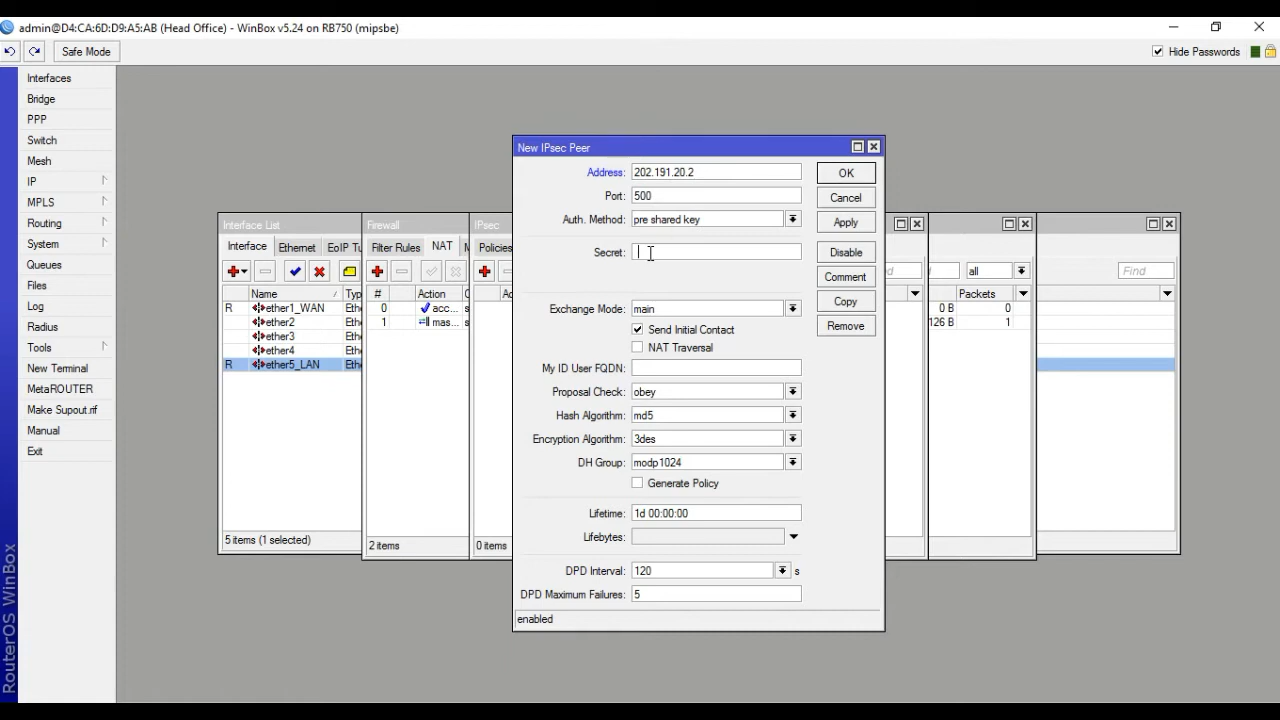 admin@D4:CA:6D:D9:A5:AB (Head Office) - WinBox v5.24 on RB750 (mipsbe)
Safe Mode
Hide Passwords
Interfaces
Bridge
PPP
Switch
Mesh
IP
MPLS
Routing
System
Queues
Files
Log
Radius
Tools
New Terminal
MetaROUTER
Make Supout.rif
Manual
Exit
RouterOS WinBox
Interface List
Interface Ethernet EoIP Tu
Name
R ether1_WAN Ethe
ether2 Ethe
ether3 Ethe
ether4 Ethe
R ether5_LAN Ethe
5 items (1 selected)
Firewall
Filter Rules NAT
# Action
0 acc...
1 mas...
2 items
IPsec
Policies
0 items
New IPsec Peer
Address: 202.191.20.2
Port: 500
Auth. Method: pre shared key
Secret:
Exchange Mode: main
Send Initial Contact
NAT Traversal
My ID User FQDN:
Proposal Check: obey
Hash Algorithm: md5
Encryption Algorithm: 3des
DH Group: modp1024
Generate Policy
Lifetime: 1d 00:00:00
Lifebytes:
DPD Interval: 120 s
DPD Maximum Failures: 5
enabled
OK
Cancel
Apply
Disable
Comment
Copy
Remove
all
Packets
0 B 0
126 B 1
Find